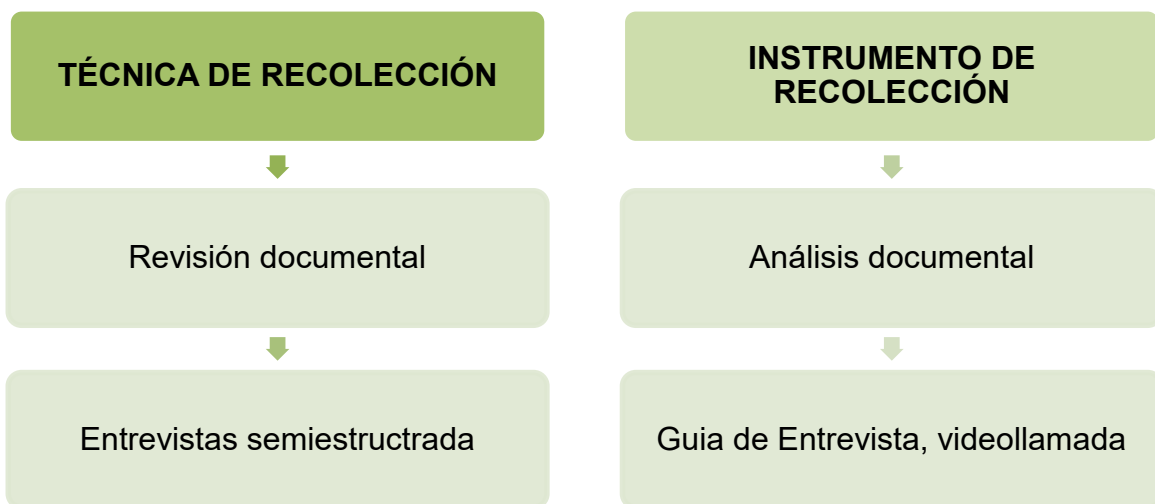 TÉCNICA DE RECOLECCIÓN
INSTRUMENTO DE
RECOLECCIÓN
Revisión documental
Análisis documental
Entrevistas semiestructrada
Guia de Entrevista, videollamada